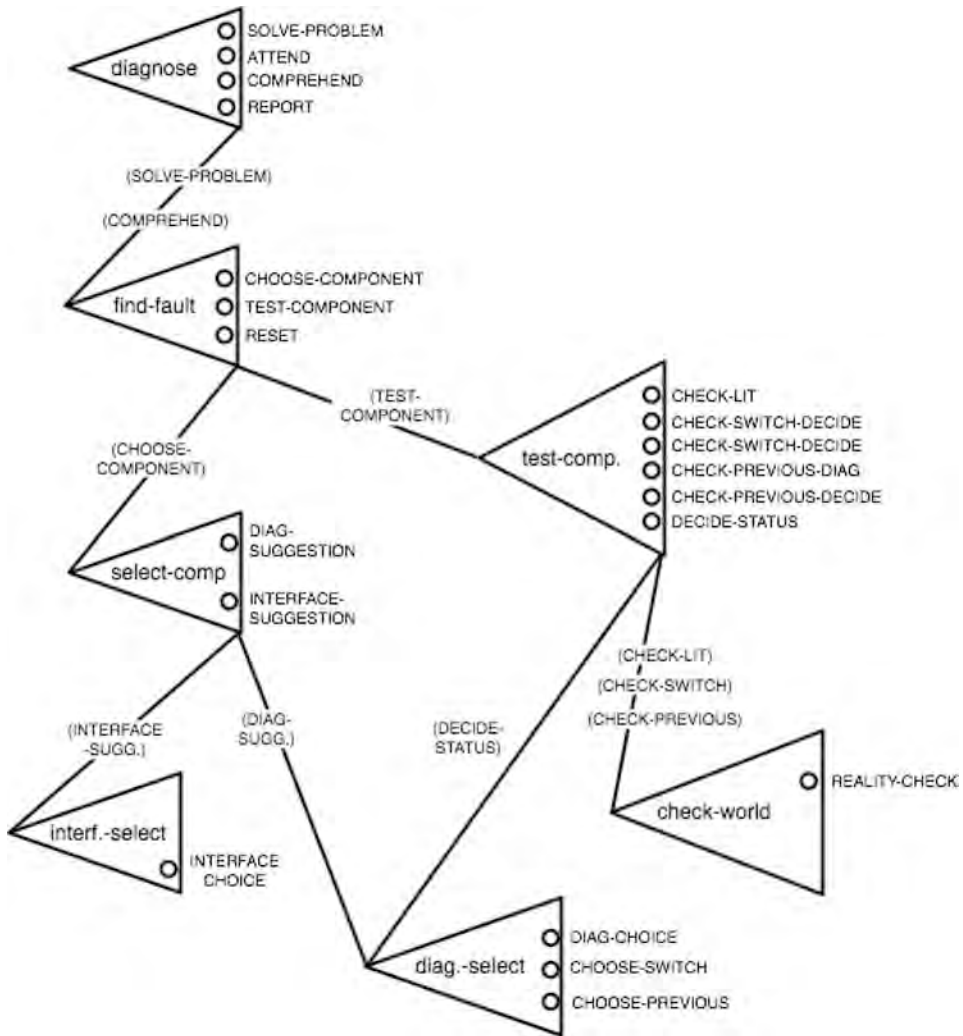 SOLVE-PROBLEM
ATTEND
diagnose
COMPREHEND
REPORT
(SOLVE-PROBLEM)
(COMPREHEND)
CHOOSE-COMPONENT
find-fault
TEST-COMPONENT
RESET
(TEST-
COMPONENT)
CHECK-LIT
CHECK-SWITCH-DECIDE
CHECK-SWITCH-DECIDE
test-comp.
CHECK-PREVIOUS-DIAG
CHECK-PREVIOUS-DECIDE
DECIDE-STATUS
(CHOOSE-
COMPONENT)
DIAG-
SUGGESTION
select-comp
INTERFACE-
SUGGESTION
(CHECK-LIT)
(CHECK-SWITCH)
(CHECK-PREVIOUS)
(INTERFACE
-SUGG.)
(DIAG-
SUGG.)
(DECIDE-
STATUS)
REALITY-CHECK
check-world
interf.-select
INTERFACE
CHOICE
DIAG-CHOICE
diag.-select
CHOOSE-SWITCH
CHOOSE-PREVIOUS